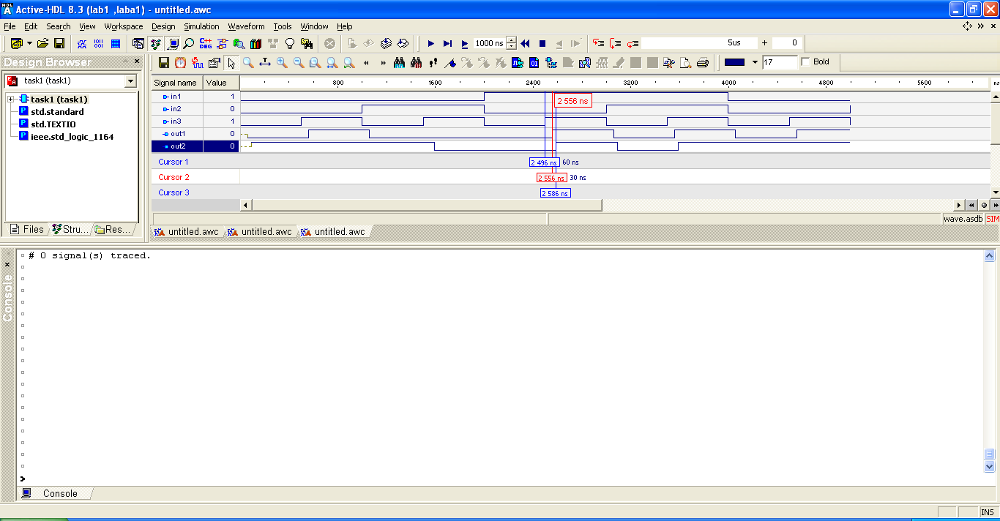 Active-HDL 8.3 (lab1 ,laba1) - untitled.awc
File Edit Search View Workspace Design Simulation Waveform Tools Window Help
1000 ns 5us + 0
Design Browser
17 Bold
task1 (task1)
task1 (task1)
std.standard
std.TEXTIO
ieee.std_logic_1164
Files Stru... Res...
Signal name Value 800 1600 2400 3200 4000 4800 5600 ns
in1 1
2 556 ns
in2 0
in3 1
out1 0
out2 0
Cursor 1 2 496 ns 60 ns
Cursor 2 2 556 ns 30 ns
Cursor 3 2 586 ns
wave.asdb SIM
untitled.awc untitled.awc untitled.awc
# 0 signal(s) traced.
Console
>
Console
INS